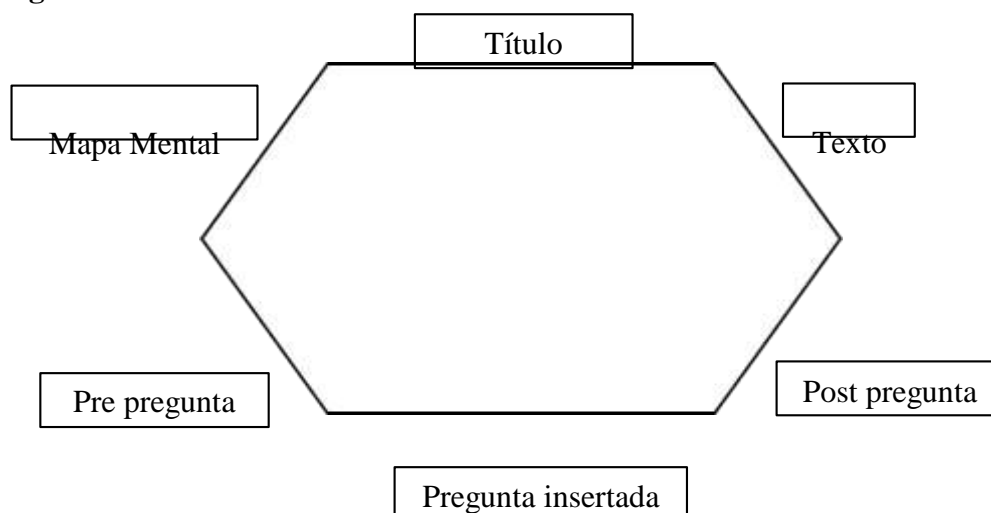 Título
Mapa Mental
Texto
Pre pregunta
Post pregunta
Pregunta insertada